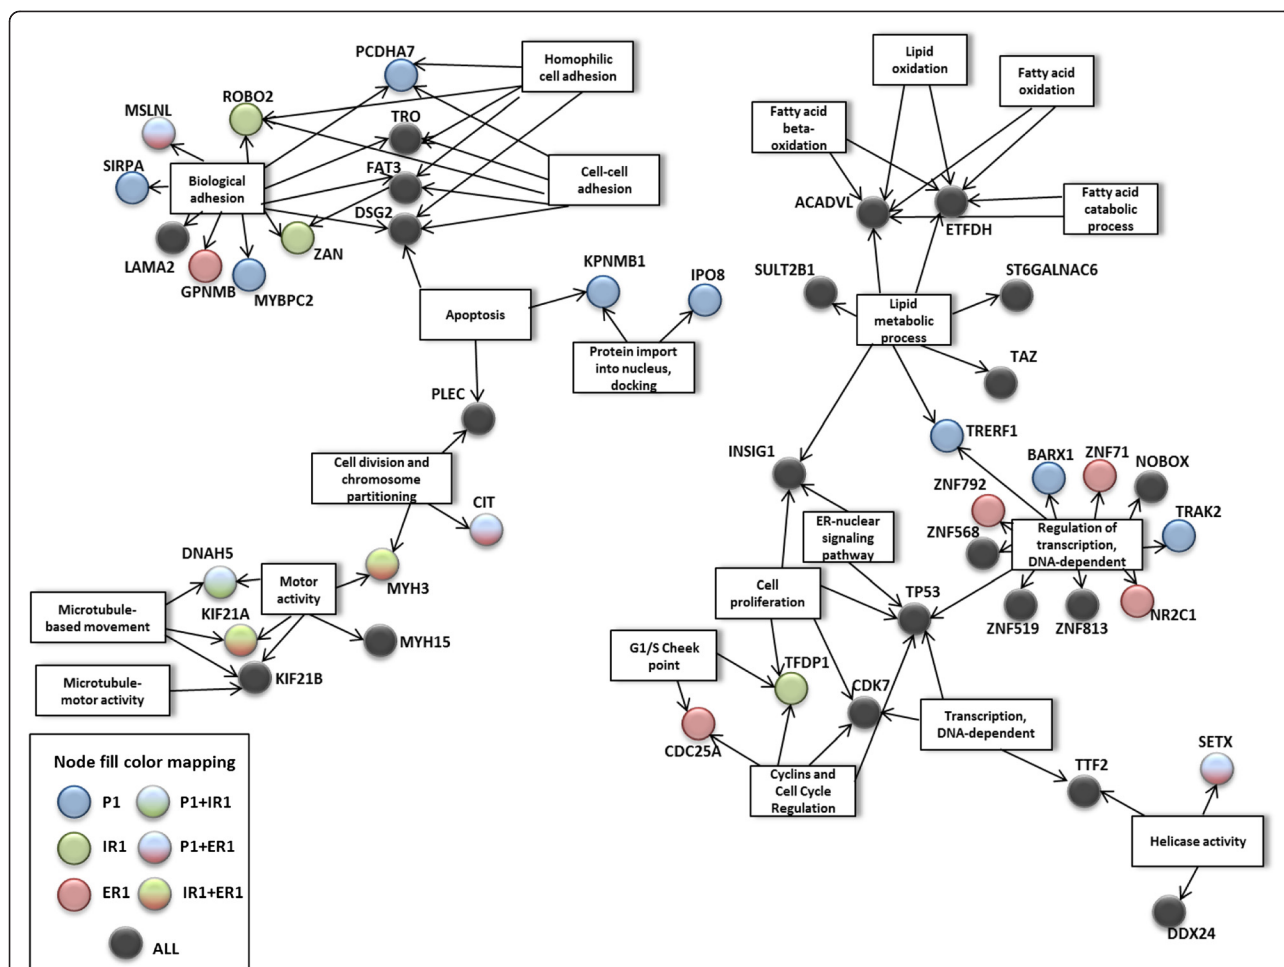 PCDHA7
Homophilic
cell adhesion
ROBO2
MSLNL
TRO
SIRPA
FAT3
Biological
adhesion
Cell-cell
adhesion
DSG2
LAMA2
ZAN
GPNMB
MYBPC2
KPNMB1
IPO8
Apoptosis
Protein import
into nucleus,
docking
PLEC
Cell division and
chromosome
partitioning
CIT
DNAH5
Motor
activity
MYH3
Microtubule-
based movement
KIF21A
MYH15
KIF21B
Microtubule-
motor activity
Lipid
oxidation
Fatty acid
oxidation
Fatty acid
beta-
oxidation
ACADVL
ETFDH
Fatty acid
catabolic
process
SULT2B1
ST6GALNAC6
Lipid
metabolic
process
TAZ
TRERF1
INSIG1
BARX1
ZNF71
NOBOX
ZNF792
TRAK2
ZNF568
Regulation of
transcription,
DNA-dependent
ER-nuclear
signaling
pathway
Cell
proliferation
TP53
ZNF519
ZNF813
NR2C1
G1/S Cheek
point
TFDP1
CDK7
CDC25A
Transcription,
DNA-dependent
Cyclins and
Cell Cycle
Regulation
TTF2
SETX
Helicase activity
DDX24
Node fill color mapping
P1 P1+IR1
IR1 P1+ER1
ER1 IR1+ER1
ALL